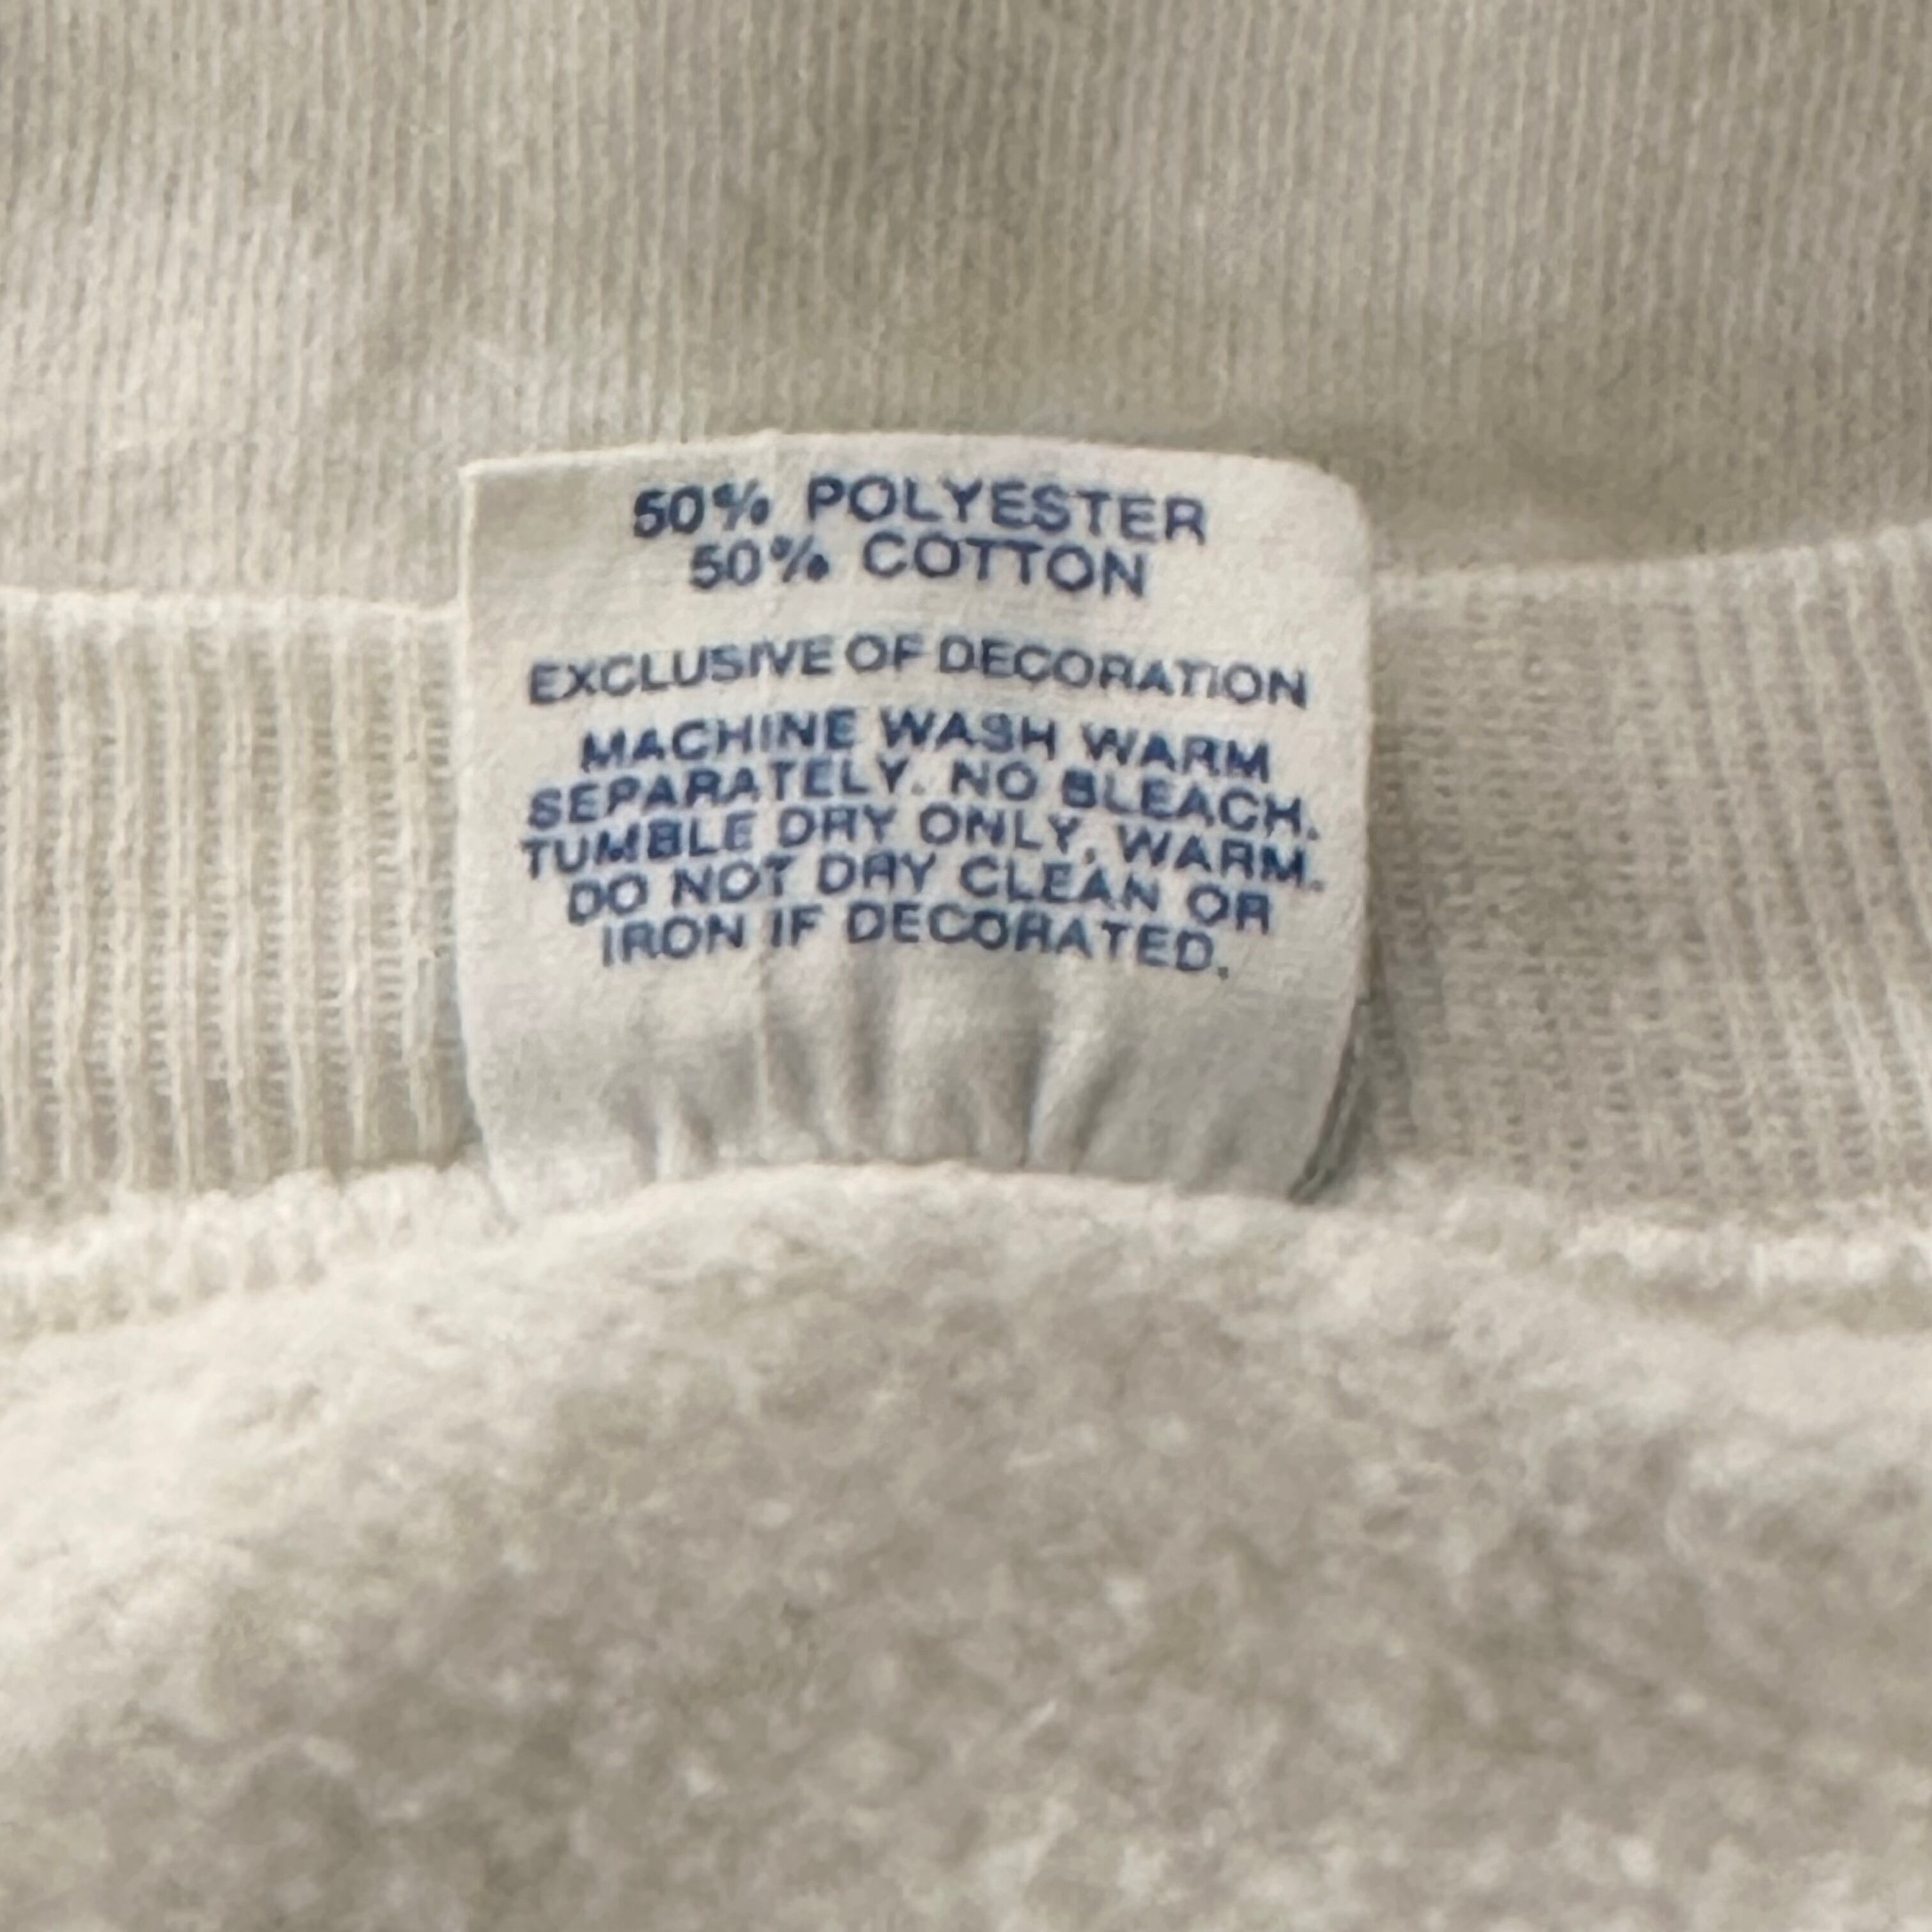 50% POLYESTER
50% COTTON
EXCLUSIVE OF DECORATION
MACHINE WASH WARM
SEPARATELY. NO BLEACH.
TUMBLE DRY ONLY, WARM.
DO NOT DRY CLEAN OR
IRON IF DECORATED.